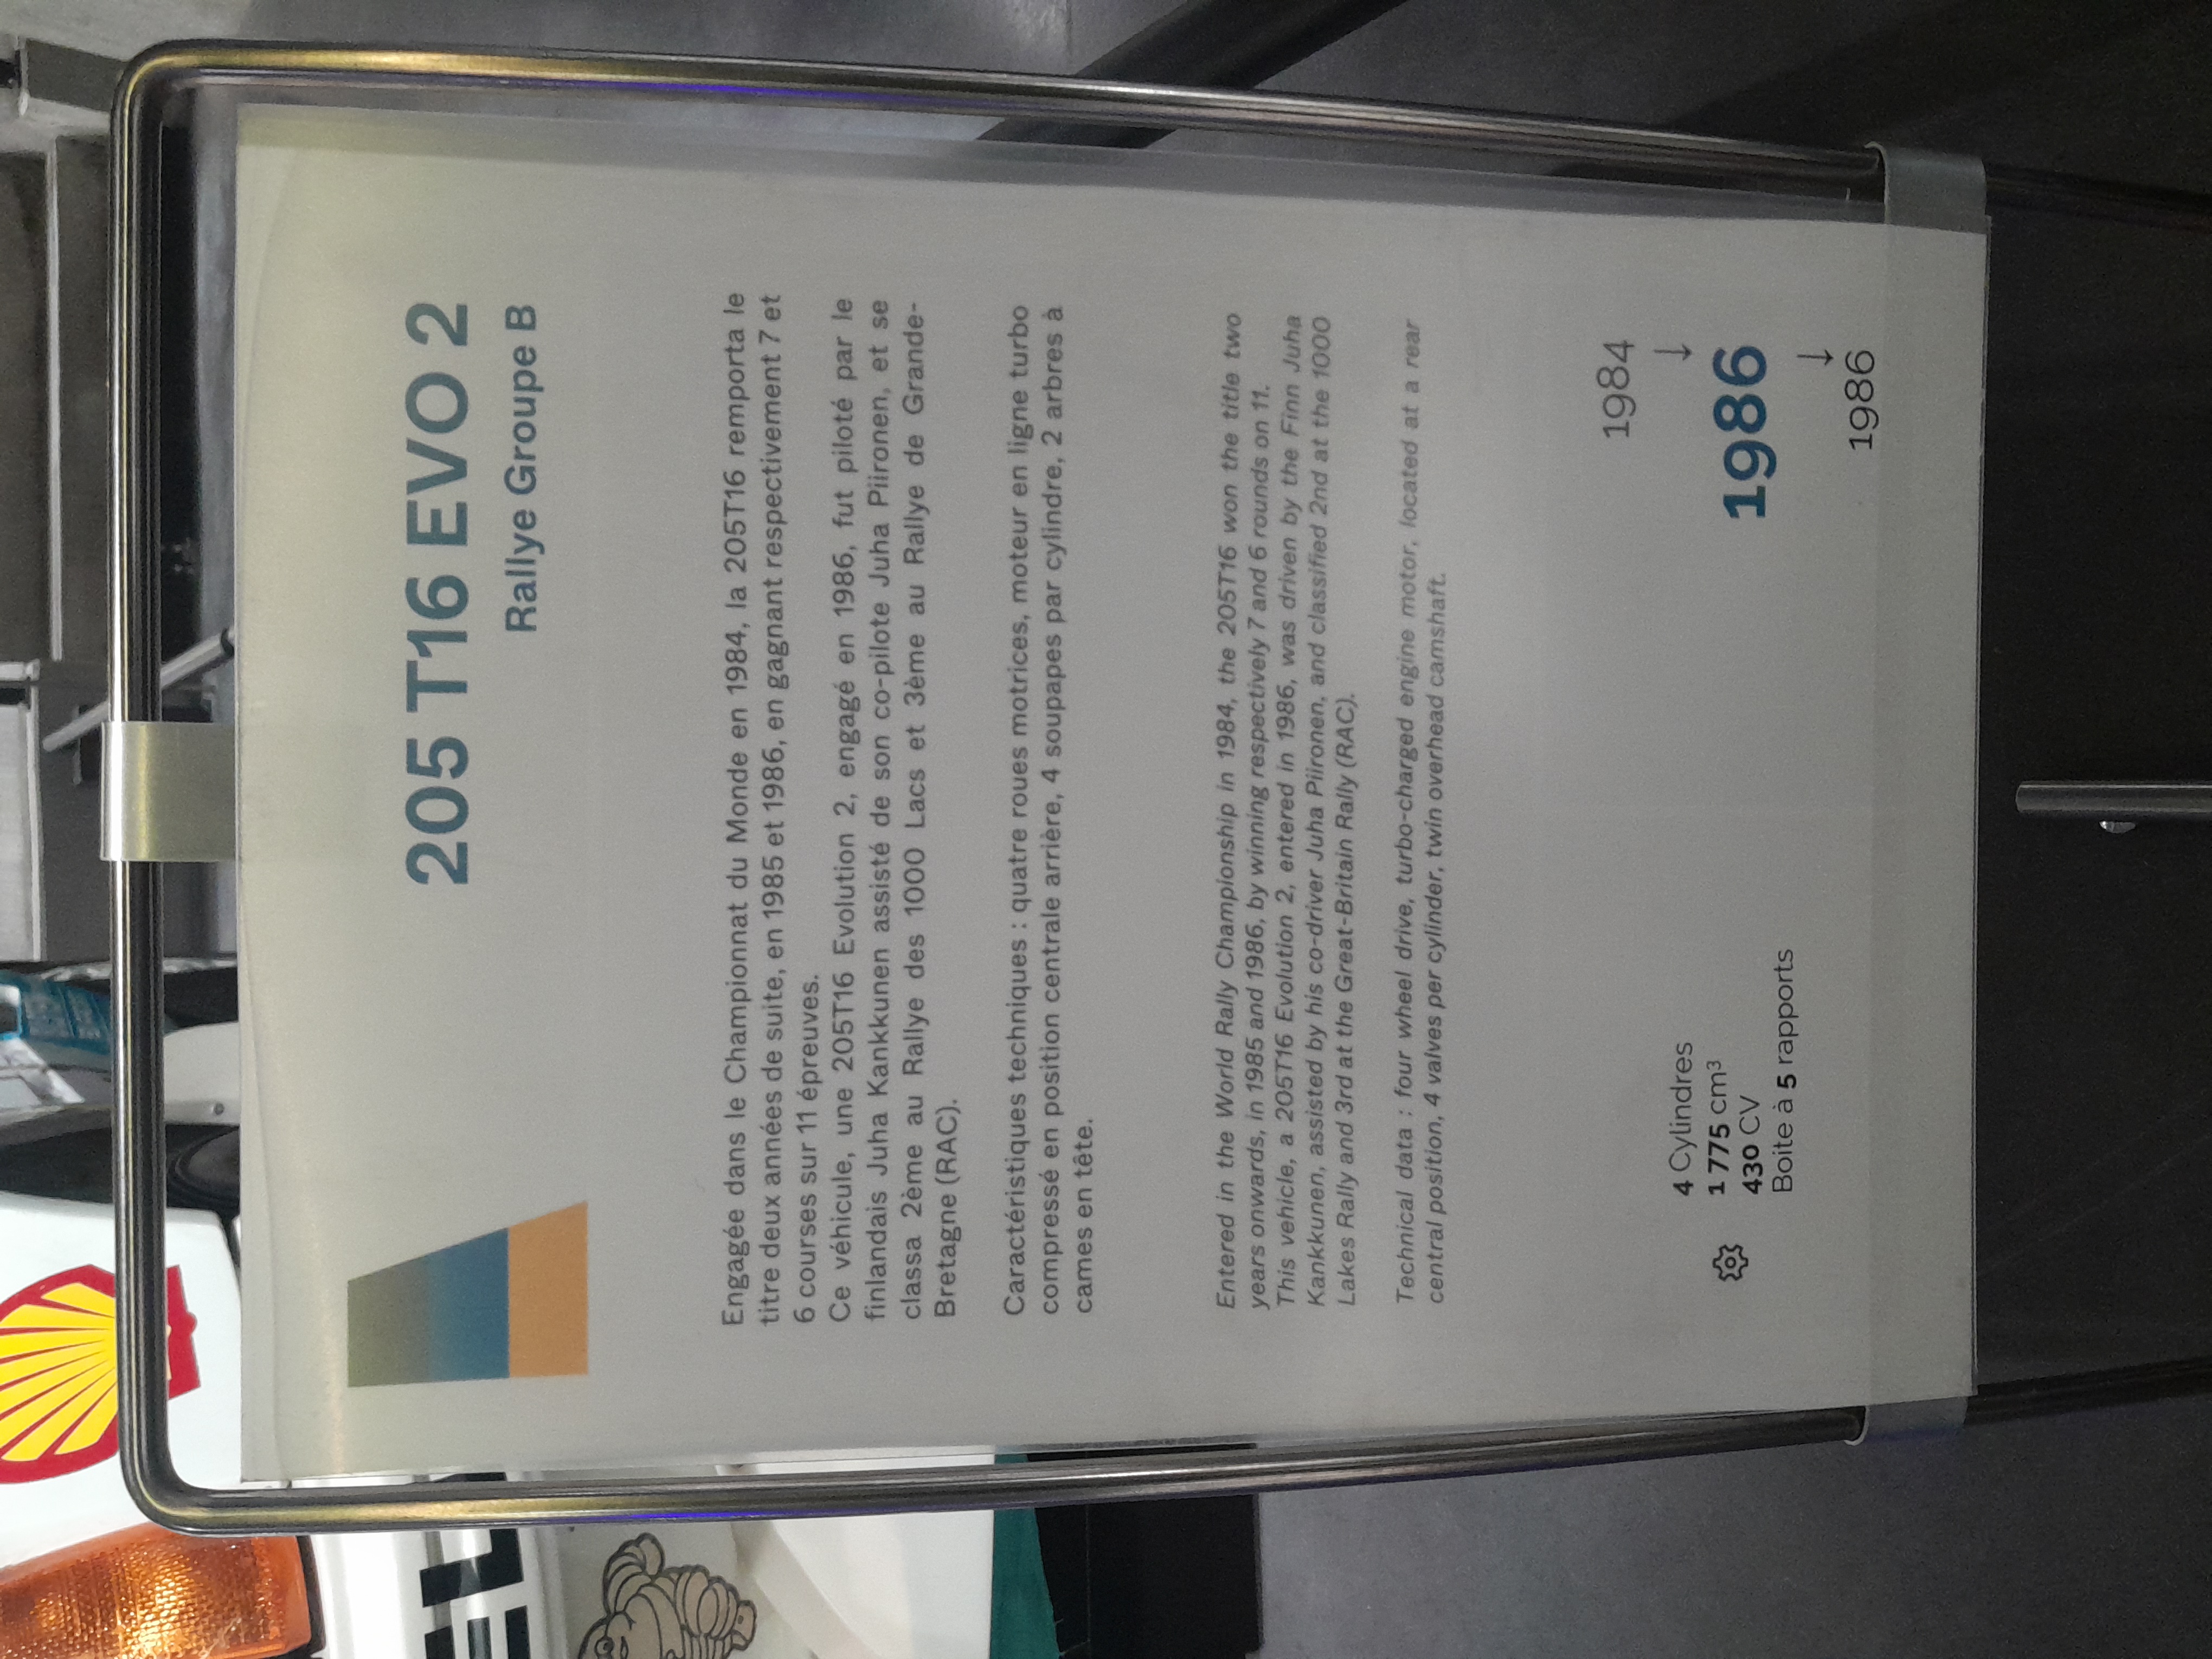 205 T16 EVO 2
Rallye Groupe B
Engagée dans le Championnat du Monde en 1984, la 205T16 remporta le
titre deux années de suite, en 1985 et 1986, en gagnant respectivement 7 et
6 courses sur 11 épreuves.
Ce véhicule, une 205T16 Evolution 2, engagé en 1986, fut piloté par le
finlandais Juha Kankkunen assisté de son co-pilote Juha Piironen, et se
classa 2ème au Rallye des 1000 Lacs et 3ème au Rallye de Grande-
Bretagne (RAC).
Caractéristiques techniques : quatre roues motrices, moteur en ligne turbo
compressé en position centrale arrière, 4 soupapes par cylindre, 2 arbres à
cames en tête.
Entered in the World Rally Championship in 1984, the 205T16 won the title two
years onwards, in 1985 and 1986, by winning respectively 7 and 6 rounds on 11.
This vehicle, a 205T16 Evolution 2, entered in 1986, was driven by the Finn Juha
Kankkunen, assisted by his co-driver Juha Piironen, and classified 2nd at the 1000
Lakes Rally and 3rd at the Great-Britain Rally (RAC).
Technical data : four wheel drive, turbo-charged engine motor, located at a rear
central position, 4 valves per cylinder, twin overhead camshaft.
4 Cylindres
1 775 cm³
430 CV
Boite à 5 rapports
1984
↓
1986
↓
1986